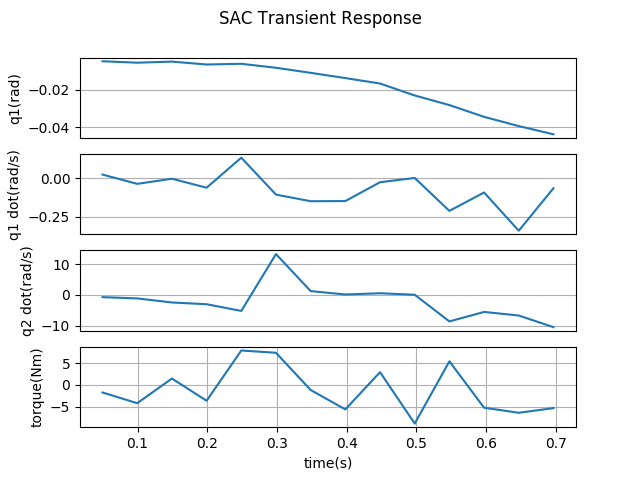 SAC Transient Response
q1(rad)
−0.02
−0.04
q1 dot(rad/s)
0.00
−0.25
q2 dot(rad/s)
10
0
−10
torque(Nm)
5
0
−5
0.1 0.2 0.3 0.4 0.5 0.6 0.7
time(s)